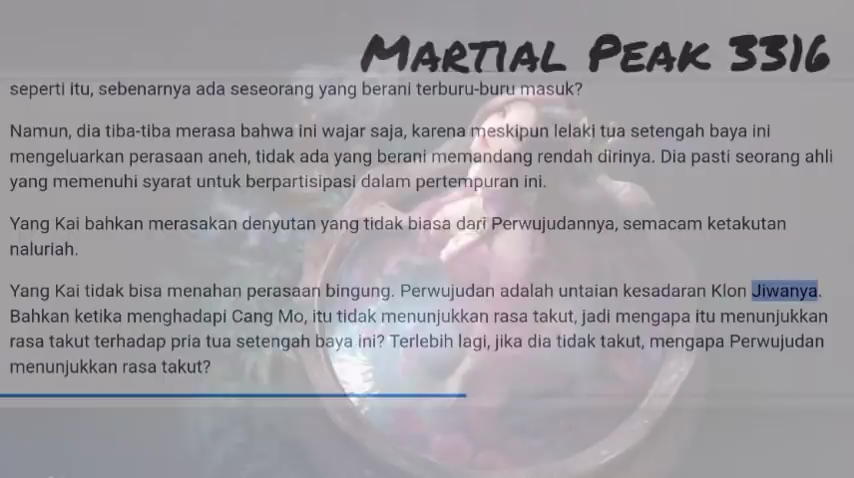 MARTIAL PEAK 3316
seperti itu, sebenarnya ada seseorang yang berani terburu-buru masuk?
Namun, dia tiba-tiba merasa bahwa ini wajar saja, karena meskipun lelaki tua setengah baya ini
mengeluarkan perasaan aneh, tidak ada yang berani memandang rendah dirinya. Dia pasti seorang ahli
yang memenuhi syarat untuk berpartisipasi dalam pertempuran ini.
Yang Kai bahkan merasakan denyutan yang tidak biasa dari Perwujudannya, semacam ketakutan
naluriah.
Yang Kai tidak bisa menahan perasaan bingung. Perwujudan adalah untaian kesadaran Klon Jiwanya.
Bahkan ketika menghadapi Cang Mo, itu tidak menunjukkan rasa takut, jadi mengapa itu menunjukkan
rasa takut terhadap pria tua setengah baya ini? Terlebih lagi, jika dia tidak takut, mengapa Perwujudan
menunjukkan rasa takut?